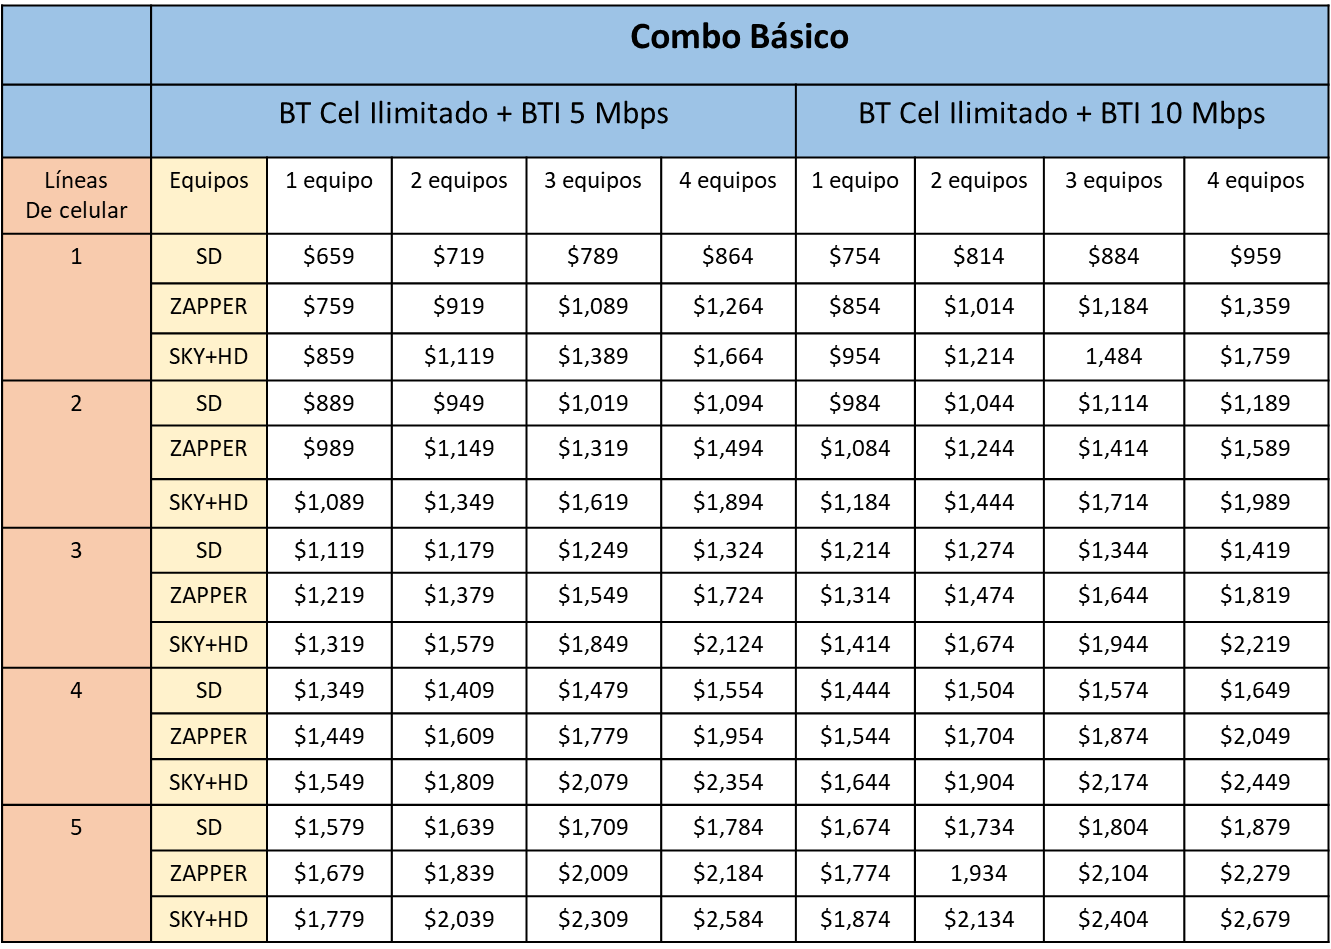 Combo Básico
BT Cel Ilimitado + BTI 5 Mbps BT Cel Ilimitado + BTI 10 Mbps
Líneas De celular Equipos 1 equipo 2 equipos 3 equipos 4 equipos 1 equipo 2 equipos 3 equipos 4 equipos
1 SD $659 $719 $789 $864 $754 $814 $884 $959
ZAPPER $759 $919 $1,089 $1,264 $854 $1,014 $1,184 $1,359
SKY+HD $859 $1,119 $1,389 $1,664 $954 $1,214 1,484 $1,759
2 SD $889 $949 $1,019 $1,094 $984 $1,044 $1,114 $1,189
ZAPPER $989 $1,149 $1,319 $1,494 $1,084 $1,244 $1,414 $1,589
SKY+HD $1,089 $1,349 $1,619 $1,894 $1,184 $1,444 $1,714 $1,989
3 SD $1,119 $1,179 $1,249 $1,324 $1,214 $1,274 $1,344 $1,419
ZAPPER $1,219 $1,379 $1,549 $1,724 $1,314 $1,474 $1,644 $1,819
SKY+HD $1,319 $1,579 $1,849 $2,124 $1,414 $1,674 $1,944 $2,219
4 SD $1,349 $1,409 $1,479 $1,554 $1,444 $1,504 $1,574 $1,649
ZAPPER $1,449 $1,609 $1,779 $1,954 $1,544 $1,704 $1,874 $2,049
SKY+HD $1,549 $1,809 $2,079 $2,354 $1,644 $1,904 $2,174 $2,449
5 SD $1,579 $1,639 $1,709 $1,784 $1,674 $1,734 $1,804 $1,879
ZAPPER $1,679 $1,839 $2,009 $2,184 $1,774 1,934 $2,104 $2,279
SKY+HD $1,779 $2,039 $2,309 $2,584 $1,874 $2,134 $2,404 $2,679